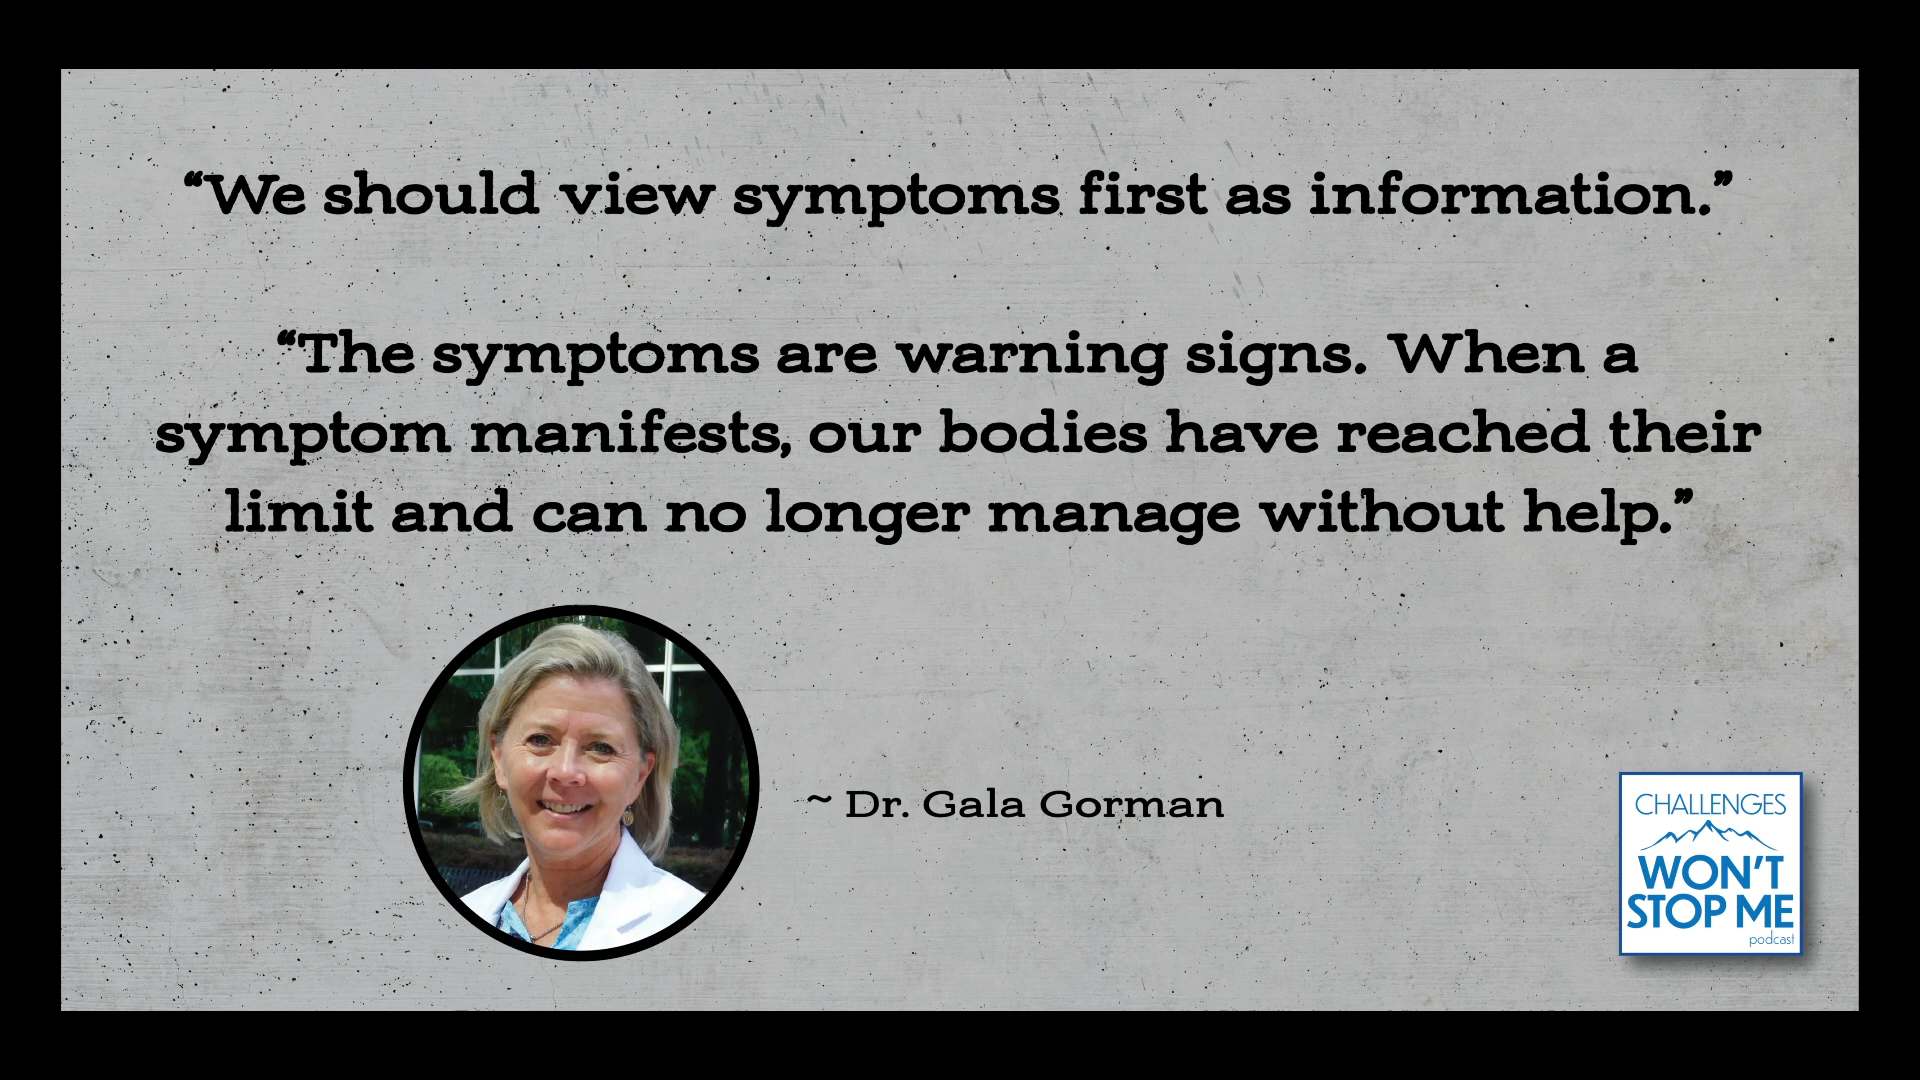 “We should view symptoms first as information.”
“The symptoms are warning signs. When a
symptom manifests, our bodies have reached their
limit and can no longer manage without help.”
~ Dr. Gala Gorman
CHALLENGES
WON'T
STOP ME
podcast